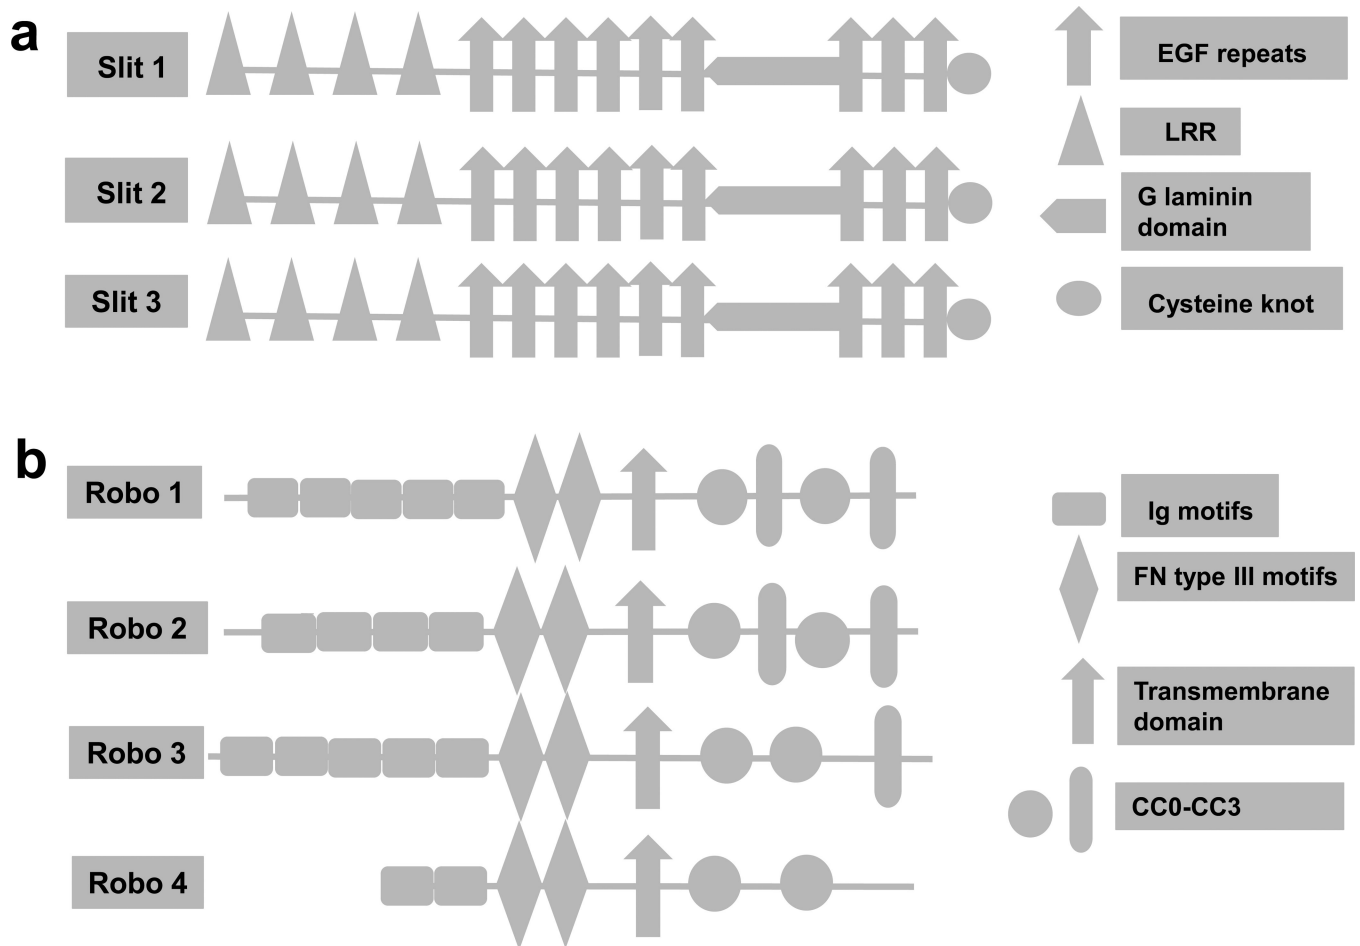 a
Slit 1
EGF repeats
LRR
Slit 2
G laminin
domain
Slit 3
Cysteine knot
b
Robo 1
Ig motifs
FN type III motifs
Robo 2
Transmembrane
domain
Robo 3
CC0-CC3
Robo 4